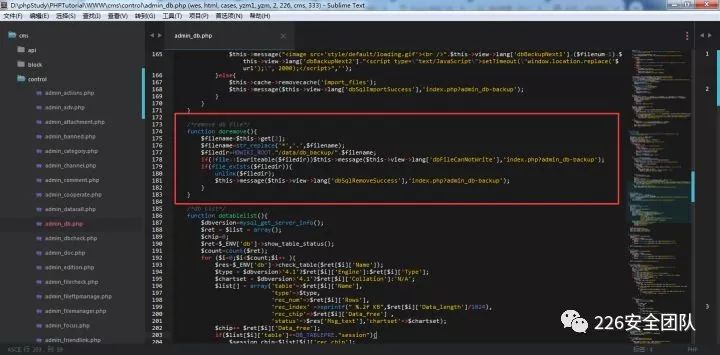 D:\phpStudy\PHPTutorial\WWW\cms\control\admin_db.php (wes, html, cases, yzm1, yzm, 2, 226, cms, 333) - Sublime Text
文件(F) 编辑(E) 选择(S) 查找(I) 查看(V) 转到(G) 工具(T) 项目(P) 首选项(N) 帮助(H)
cms
api
block
control
admin_actions.php
admin_adv.php
admin_attachment.php
admin_banned.php
admin_category.php
admin_channel.php
admin_comment.php
admin_cooperate.php
admin_datacall.php
admin_db.php
admin_dbcheck.php
admin_doc.php
admin_edition.php
admin_filecheck.php
admin_fileftpmanage.php
admin_filemanager.php
admin_focus.php
admin_friendlink.php
admin_db.php
165 $this->message("<image src='style/default/loading.gif'><br />".$this->view->lang['dbBackupNext1'].($filenum-1).$
this->view->lang['dbBackupNext2']."<script type=\"text/JavaScript\">setTimeout(\"window.location.replace('$
url');\", 2000);</script>",'');
166 }else{
167 $this->cache->removecache('import_files');
168 $this->message($this->view->lang['dbSqlImportSuccess'],'index.php?admin_db-backup');
169 }
170 }
171 }
172
173 /*remove db file*/
174 function doremove(){
175 $filename=$this->get[2];
176 $filename=str_replace('*','.',$filename);
177 $filedir=HDWIKI_ROOT."/data/db_backup/".$filename;
178 if(!file::iswriteable($filedir))$this->message($this->view->lang['dbFileCanNotWrite'],'index.php?admin_db-backup');
179 if(file_exists($filedir)){
180 unlink($filedir);
181 $this->message($this->view->lang['dbSqlRemoveSuccess'],'index.php?admin_db-backup');
182 }
183 }
184
185 /*db list*/
186 function dotablelist(){
187 $dbversion=mysql_get_server_info();
188 $ret = $list = array();
189 $chip=0;
190 $ret=$_ENV['db']->show_table_status();
191 $count=count($ret);
192 for ($i=0;$i<$count;$i++ ){
193 $res=$_ENV['db']->check_table($ret[$i]['Name']);
194 $type = $dbversion>'4.1'?$ret[$i]['Engine']:$ret[$i]['Type'];
195 $chartset = $dbversion>'4.1'?$ret[$i]['Collation']:'N/A';
196 $list[] = array('table'=>$ret[$i]['Name'],
197 'type'=>$type,
198 'rec_num'=>$ret[$i]['Rows'],
199 'rec_index'=>sprintf(" %.2f KB",$ret[$i]['Data_length']/1024),
200 'rec_chip'=>$ret[$i]['Data_free'] ,
201 'status'=>$res['Msg_text'],'chartset'=>$chartset);
202 $chip+= $ret[$i]['Data_free'];
203 if($list[$i]['table']==DB_TABLEPRE."session"){
226安全团队
PHP